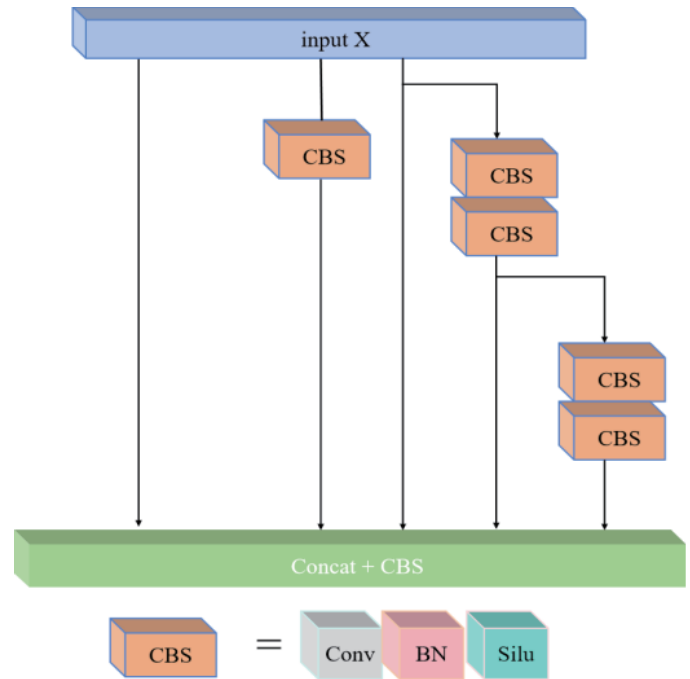 input X
CBS
CBS
CBS
CBS
CBS
Concat + CBS
CBS = Conv BN Silu